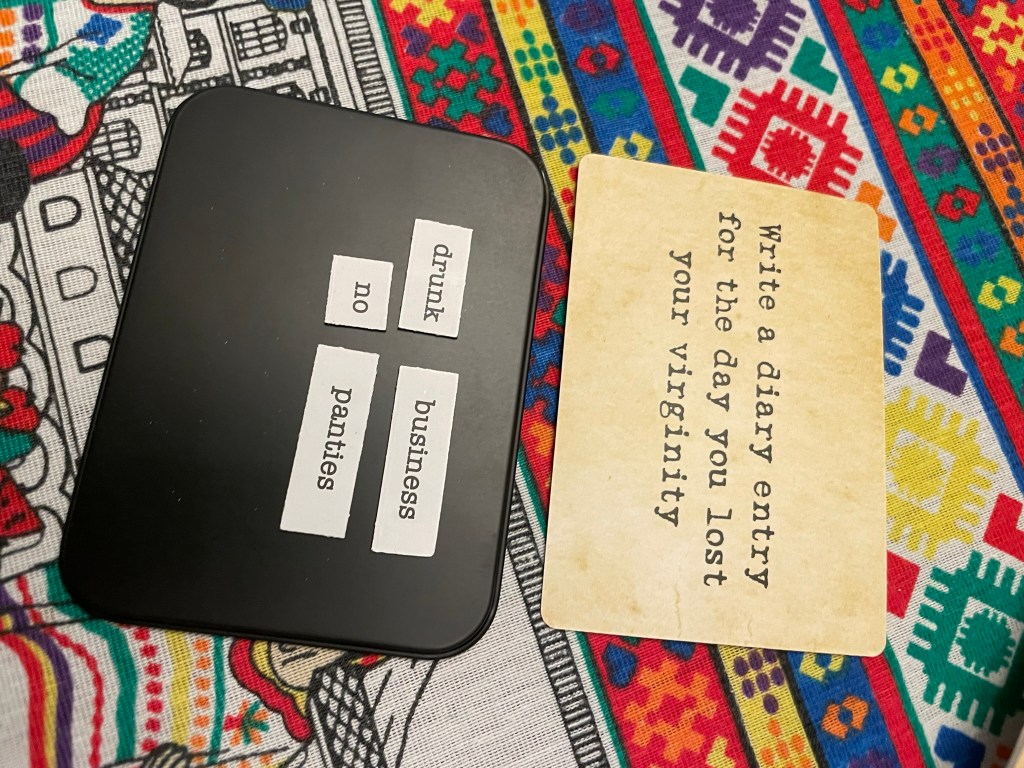 Write a diary entry
for the day you lost
your virginity
drunk business
no panties